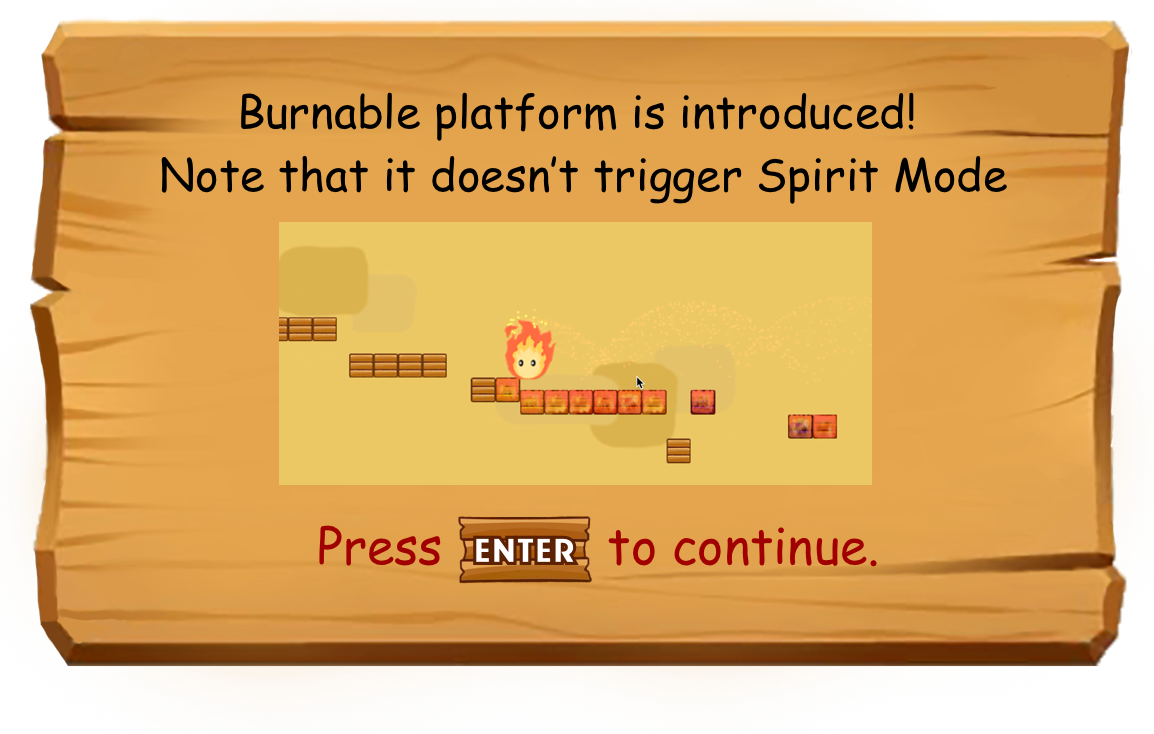 Burnable platform is introduced!
Note that it doesn't trigger Spirit Mode
Press ENTER to continue.